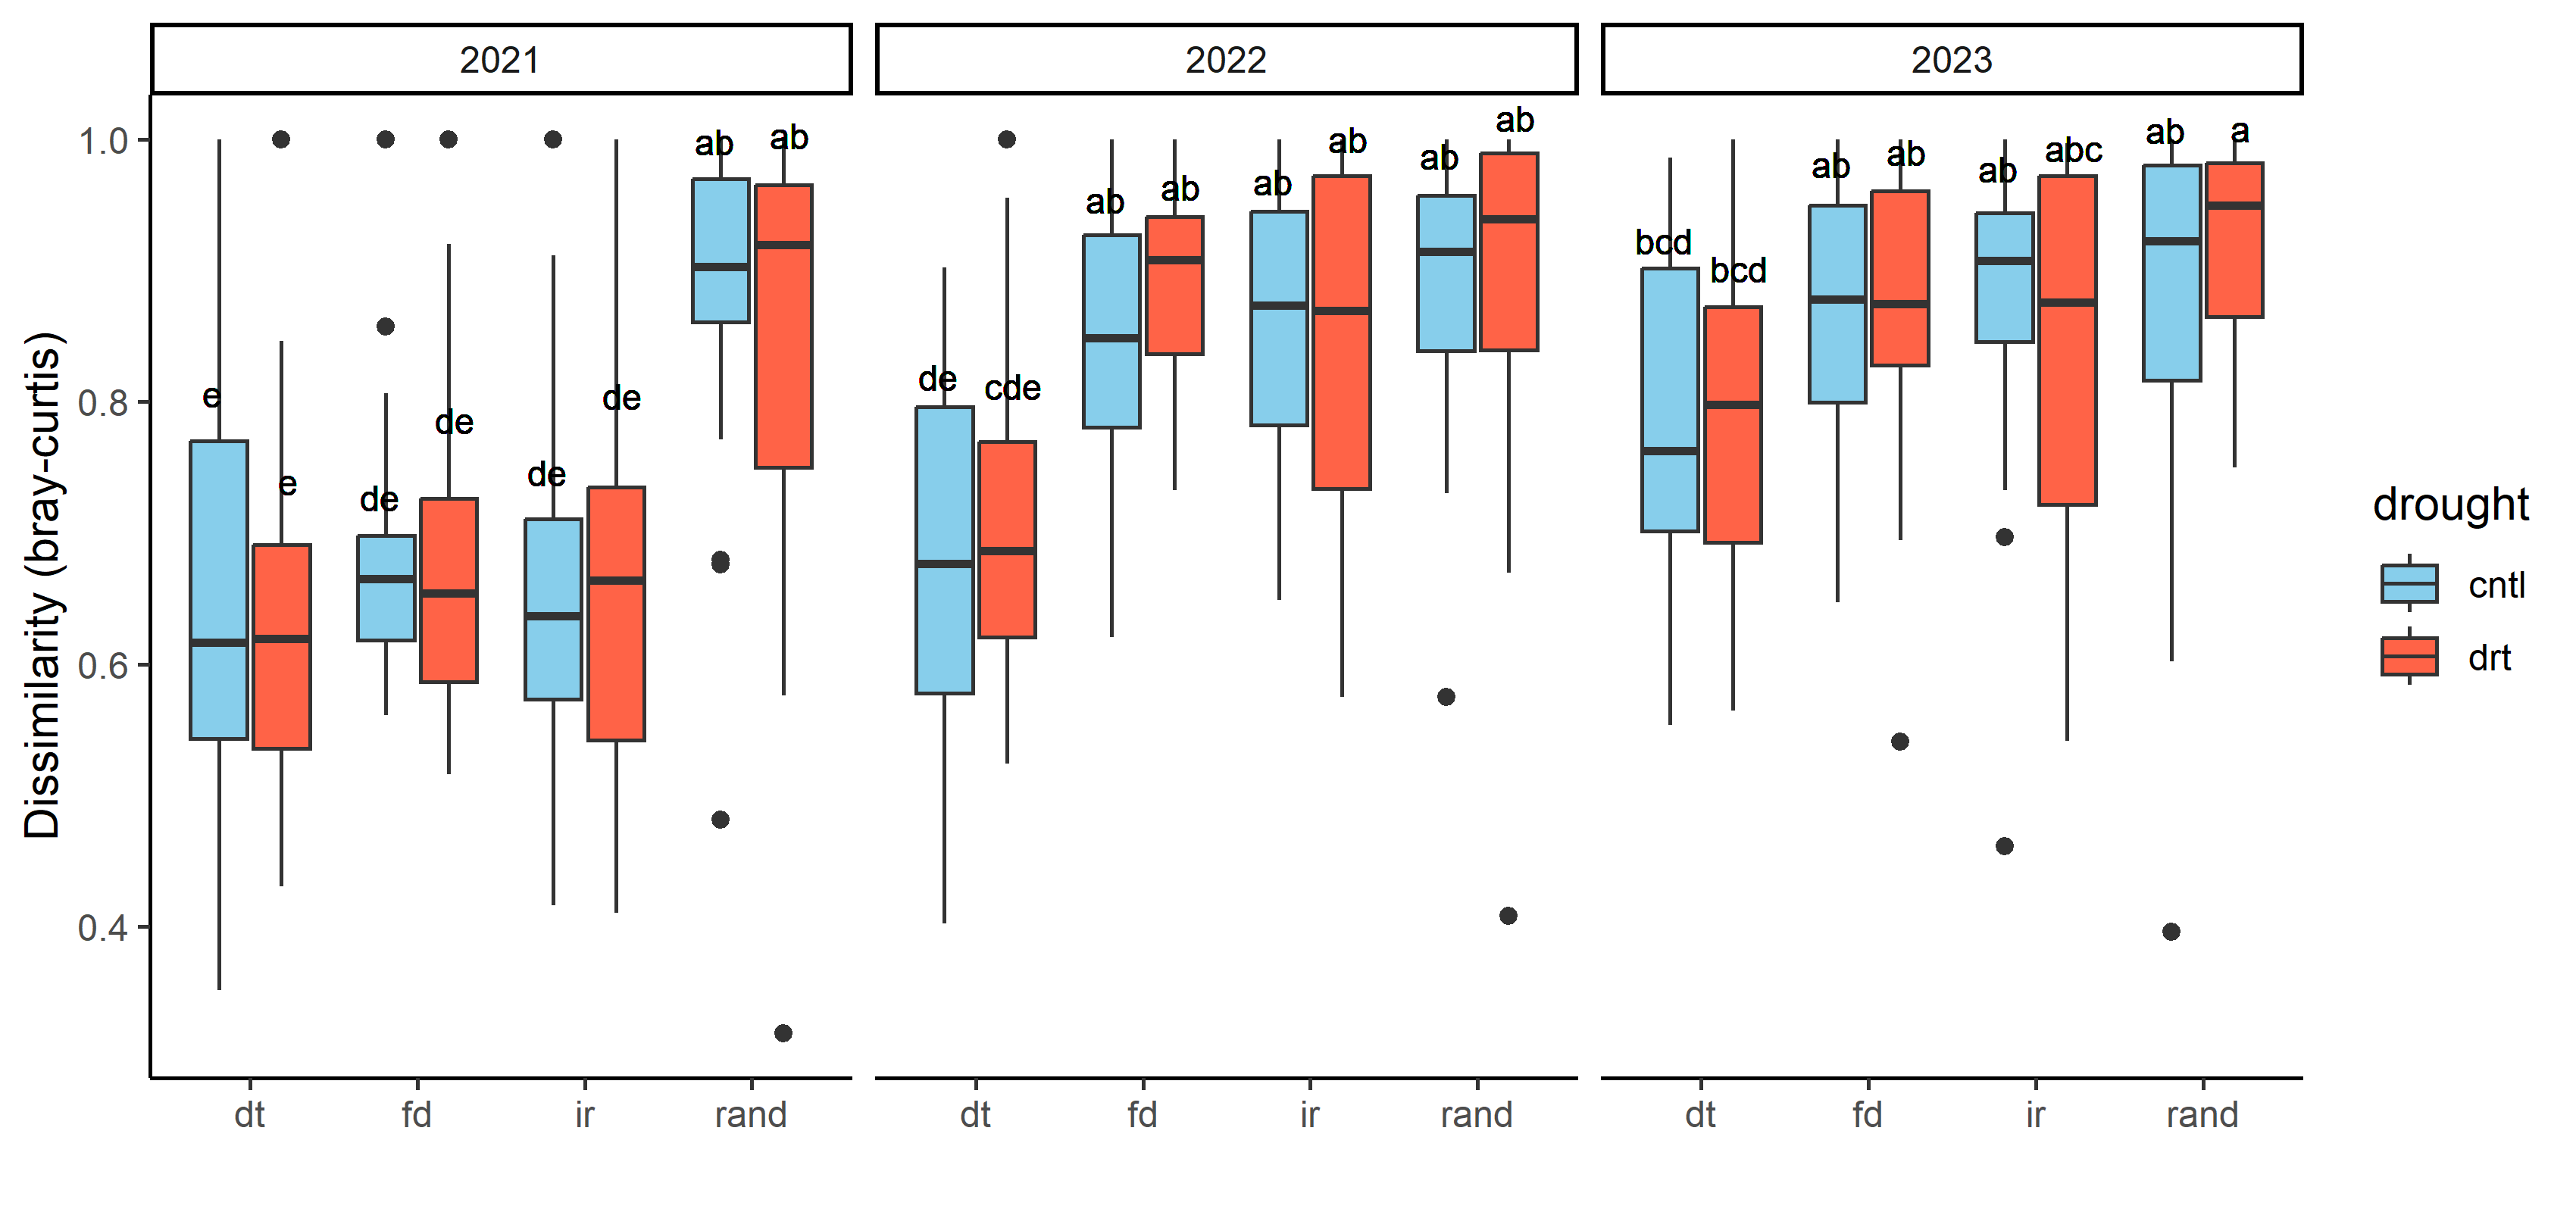 2021
2022
2023
Dissimilarity (bray-curtis)
1.0
0.8
0.6
0.4
e
e
de
de
de
de
ab
ab
de
cde
ab
ab
ab
ab
ab
ab
bcd
bcd
ab
ab
ab
abc
ab
a
dt fd ir rand
dt fd ir rand
dt fd ir rand
drought
cntl
drt